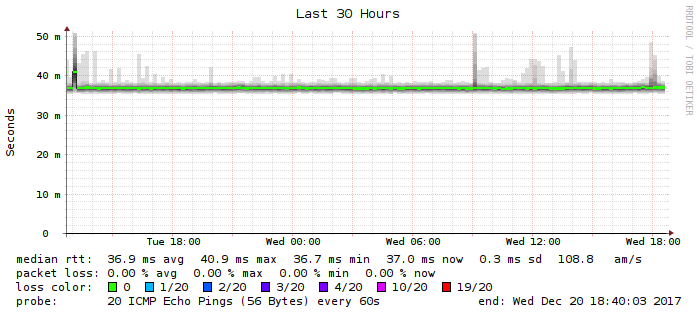 Last 30 Hours
RRDTOOL / TOBI OETIKER
Seconds
50 m
40 m
30 m
20 m
10 m
0
Tue 18:00 Wed 00:00 Wed 06:00 Wed 12:00 Wed 18:00
median rtt: 36.9 ms avg 40.9 ms max 36.7 ms min 37.0 ms now 0.3 ms sd 108.8 am/s
packet loss: 0.00 % avg 0.00 % max 0.00 % min 0.00 % now
loss color: 0 1/20 2/20 3/20 4/20 10/20 19/20
probe: 20 ICMP Echo Pings (56 Bytes) every 60s end: Wed Dec 20 18:40:03 2017